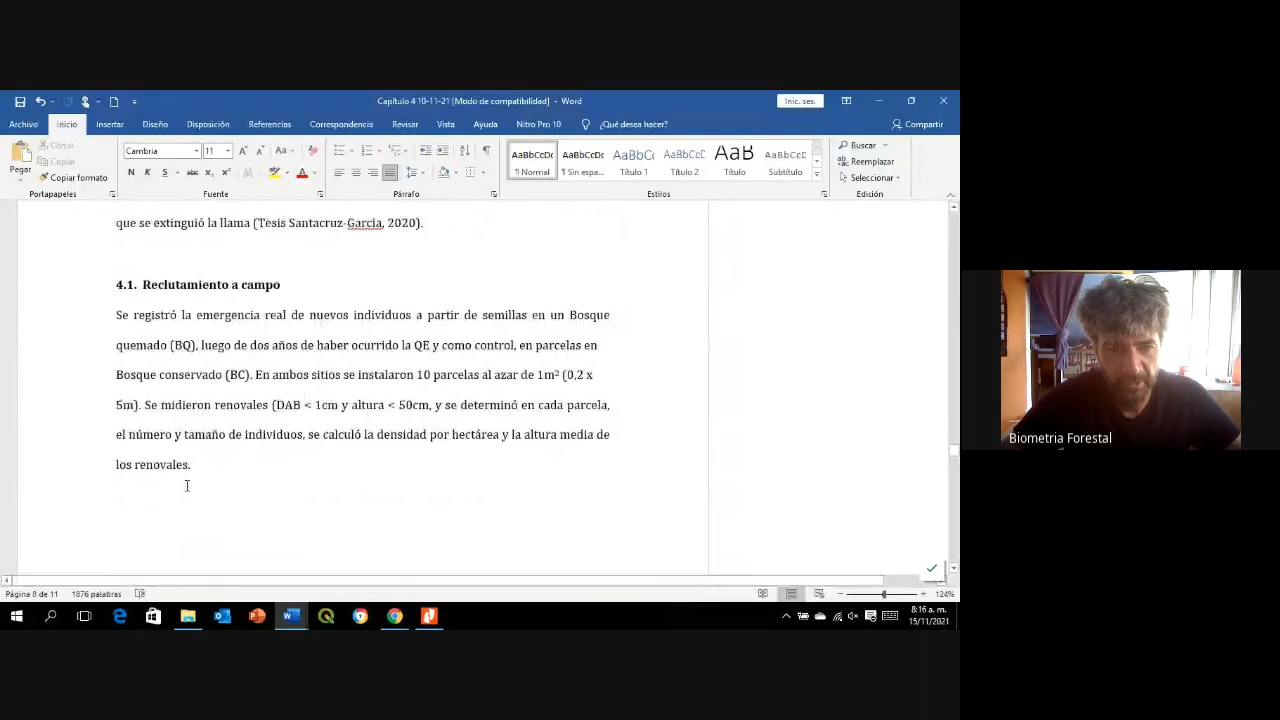 Capítulo 4 10-11-21 [Modo de compatibilidad] - Word
Inic. ses.
Archivo Inicio Insertar Diseño Disposición Referencias Correspondencia Revisar Vista Ayuda Nitro Pro 10 ¿Qué desea hacer? Compartir
Pegar
Cortar
Copiar
Copiar formato
Portapapeles
Cambria 11
N K S abc x₂ x²
Fuente
Párrafo
AaBbCcDc AaBbCcDc AaBbCc AaBbCcC AaB AaBbCcC
¶ Normal ¶ Sin espa... Título 1 Título 2 Título Subtítulo
Estilos
Buscar
Reemplazar
Seleccionar
Edición
que se extinguió la llama (Tesis Santacruz-Garcia, 2020).
4.1. Reclutamiento a campo
Se registró la emergencia real de nuevos individuos a partir de semillas en un Bosque
quemado (BQ), luego de dos años de haber ocurrido la QE y como control, en parcelas en
Bosque conservado (BC). En ambos sitios se instalaron 10 parcelas al azar de 1m² (0,2 x
5m). Se midieron renovales (DAB < 1cm y altura < 50cm, y se determinó en cada parcela,
el número y tamaño de individuos, se calculó la densidad por hectárea y la altura media de
los renovales.
Página 8 de 11 1876 palabras 124%
8:16 a. m.
15/11/2021
Biometria Forestal